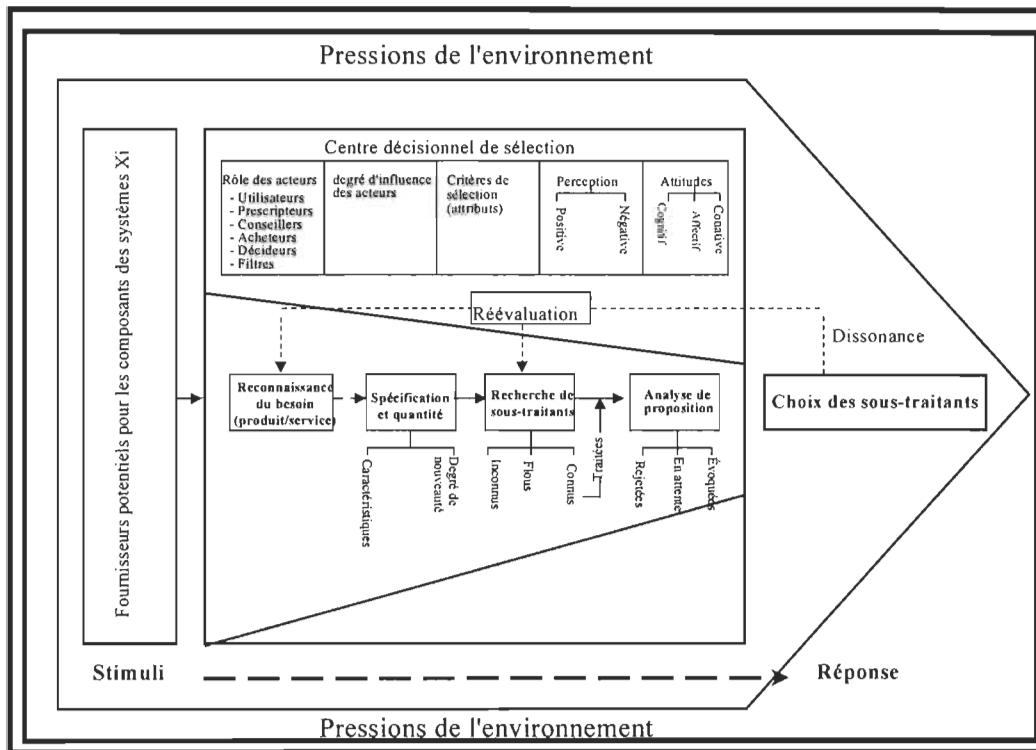 Pressions de l'environnement
Fournisseurs potentiels pour les composants des systèmes Xi
Centre décisionnel de sélection
Rôle des acteurs
- Utilisateurs
- Prescripteurs
- Conseillers
- Acheteurs
- Décideurs
- Filtres
degré d'influence
des acteurs
Critères de
sélection
(attributs)
Perception
Positive
Négative
Attitudes
Cognitif
Affectif
Conative
Réévaluation
Dissonance
Reconnaissance
du besoin
(produit/service)
Spécification
et quantité
Recherche de
sous-traitants
Analyse de
proposition
Choix des sous-traitants
Caractéristiques
Degré de
nouveauté
Inconnus
Flous
Connus
Rejetées
En attente
Évoquées
Stimuli
Réponse
Pressions de l'environnement